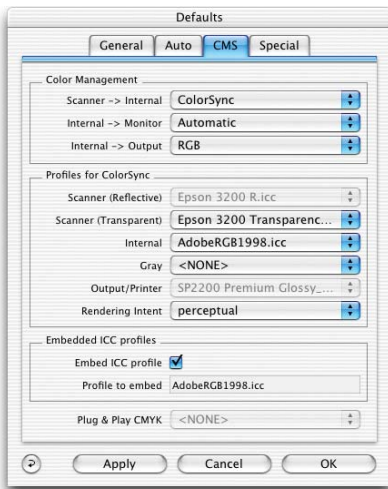 Defaults
General Auto CMS Special
Color Management
Scanner -> Internal ColorSync
Internal -> Monitor Automatic
Internal -> Output RGB
Profiles for ColorSync
Scanner (Reflective) Epson 3200 R.icc
Scanner (Transparent) Epson 3200 Transparenc...
Internal AdobeRGB1998.icc
Gray <NONE>
Output/Printer SP2200 Premium Glossy_...
Rendering Intent perceptual
Embedded ICC profiles
Embed ICC profile
Profile to embed AdobeRGB1998.icc
Plug & Play CMYK <NONE>
Apply Cancel OK